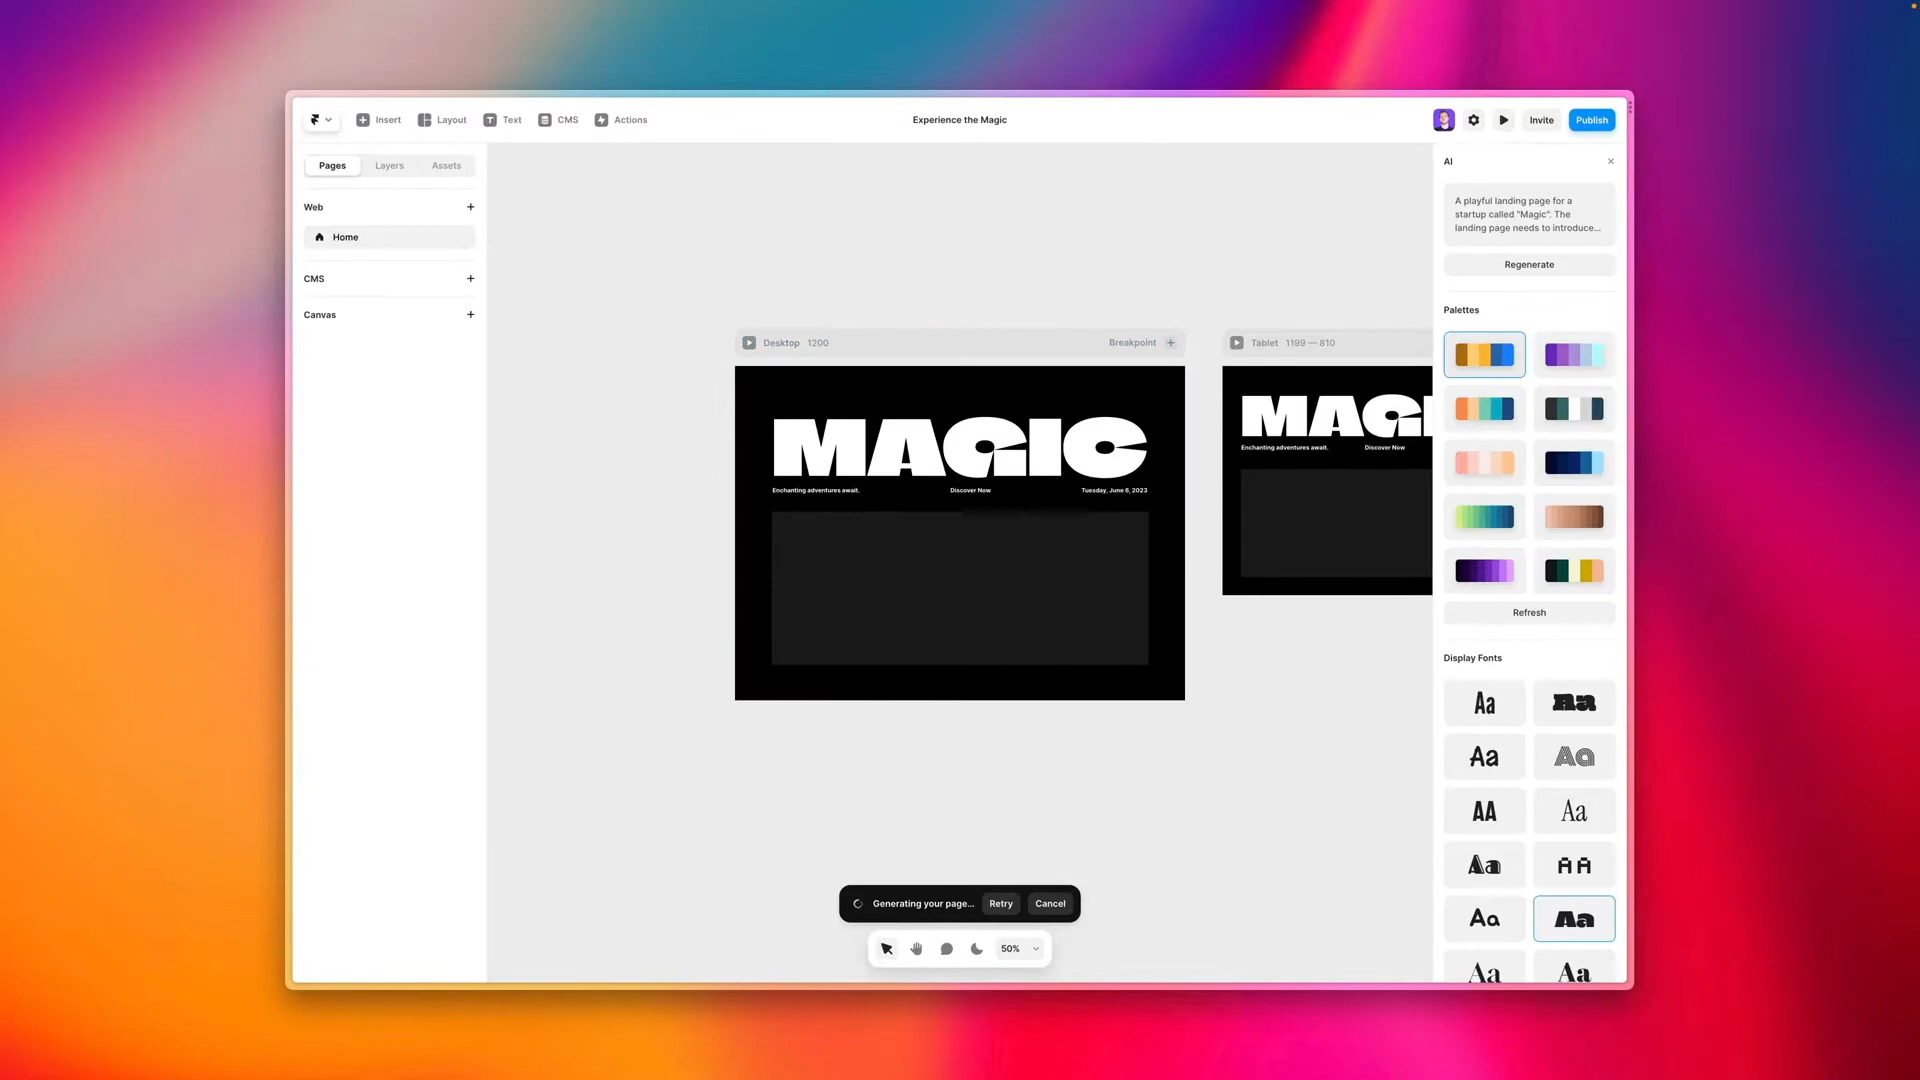 Insert
Layout
Text
CMS
Actions
Experience the Magic
Invite
Publish
Pages
Layers
Assets
Web
Home
CMS
Canvas
Desktop 1200
Breakpoint
MAGIC
Enchanting adventures await.
Discover Now
Tuesday, June 6, 2023
Tablet 1199 — 810
MAGI
Enchanting adventures await.
Discover Now
Generating your page...
Retry
Cancel
50%
AI
A playful landing page for a
startup called "Magic". The
landing page needs to introduce...
Regenerate
Palettes
Refresh
Display Fonts
Aa
Aa
Aa
Aa
AA
Aa
Aa
AA
Aa
Aa
Aa
Aa